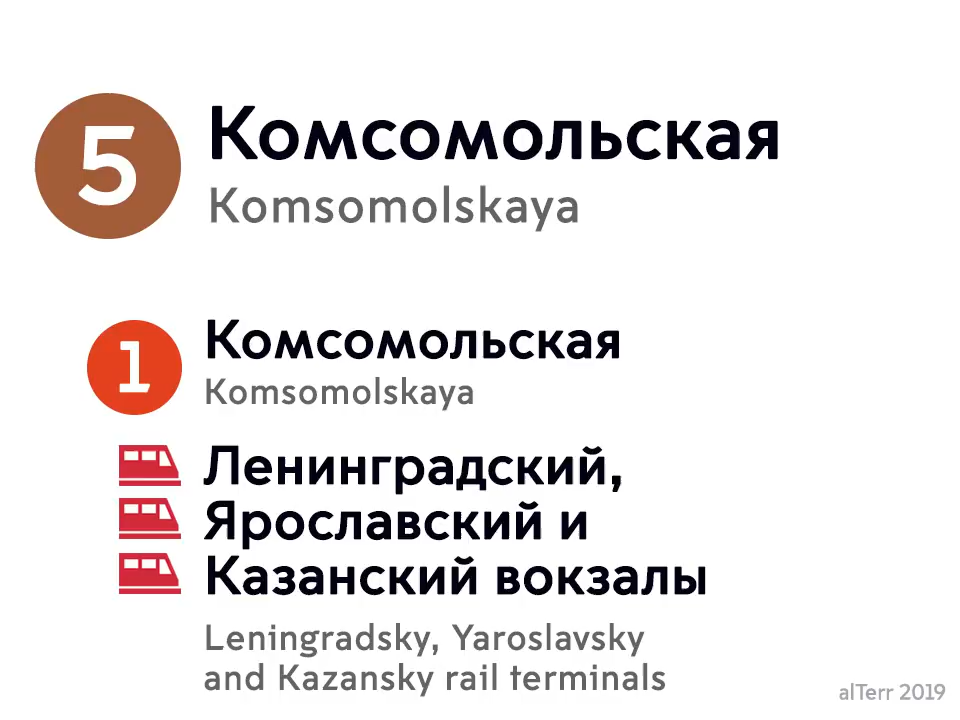 5 Комсомольская
Komsomolskaya
1 Комсомольская
Komsomolskaya
Ленинградский,
Ярославский и
Казанский вокзалы
Leningradsky, Yaroslavsky
and Kazansky rail terminals
alTerr 2019